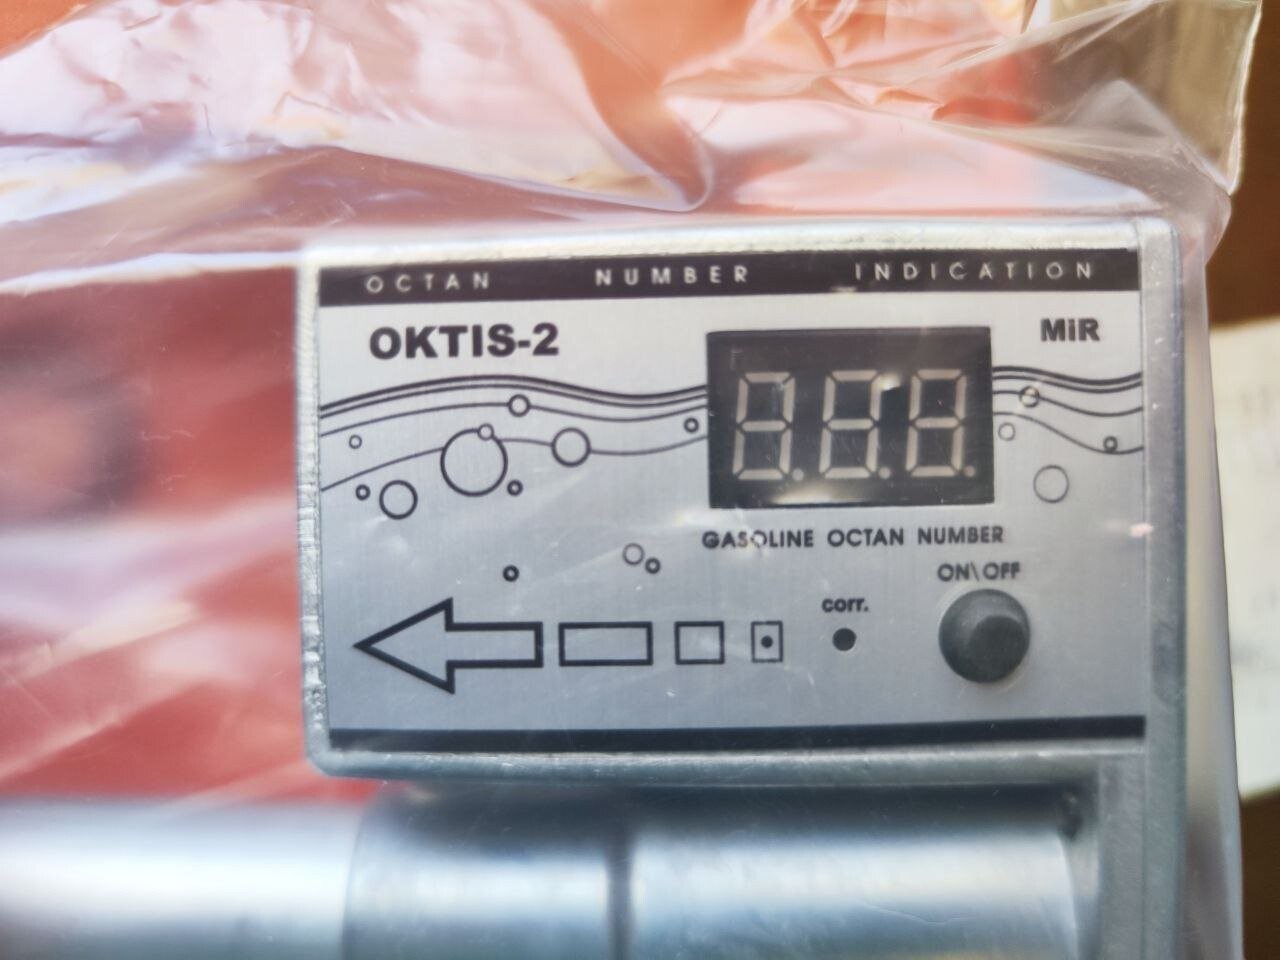 OCTAN NUMBER INDICATION
OKTIS-2
MiR
GASOLINE OCTAN NUMBER
ON\OFF
corr.